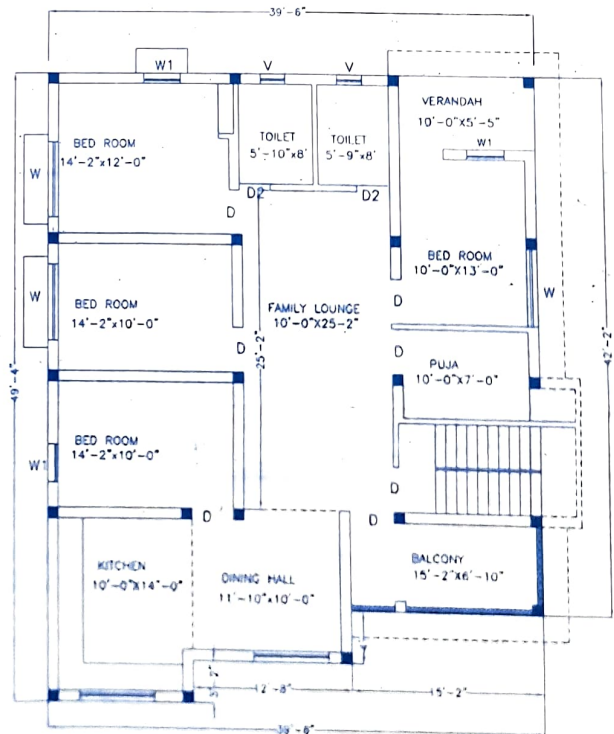 39'-6"
W1
V
V
VERANDAH
10'-0"X5'-5"
W1
BED ROOM
14'-2"x12'-0"
TOILET
5'-10"x8'
TOILET
5'-9"x8'
W
D
D2
D2
BED ROOM
10'-0"X13'-0"
W
W
BED ROOM
14'-2"x10'-0"
FAMILY LOUNGE
10'-0"X25-2"
D
D
D
25'-2"
PUJA
10'-0"X7'-0"
42'-2"
49'-4"
BED ROOM
14'-2"x10'-0"
W1
D
D
D
KITCHEN
10'-0"X14'-0"
DINING HALL
11'-10"x10'-0"
BALCONY
15'-2"X6'-10"
12'-8"
15'-2"